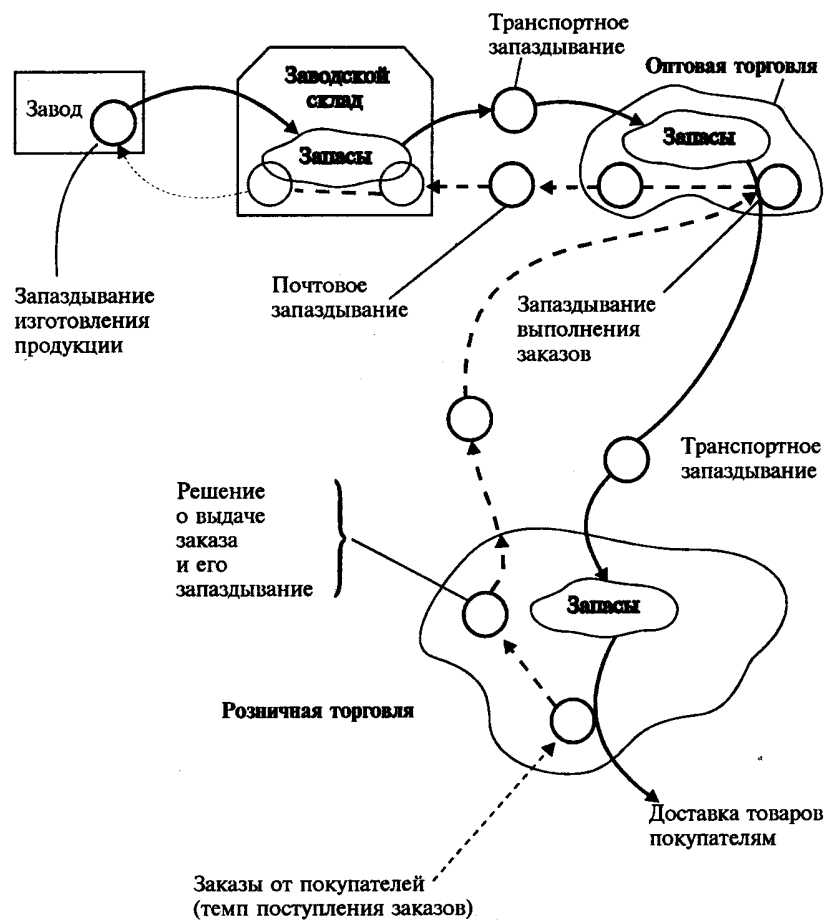 Транспортное
запаздывание
Оптовая торговля
Завод
Заводской
склад
Запасы
Запасы
Запаздывание
изготовления
продукции
Почтовое
запаздывание
Запаздывание
выполнения
заказов
Транспортное
запаздывание
Решение
о выдаче
заказа
и его
запаздывание
Запасы
Розничная торговля
Доставка товаров
покупателям
Заказы от покупателей
(темп поступления заказов)